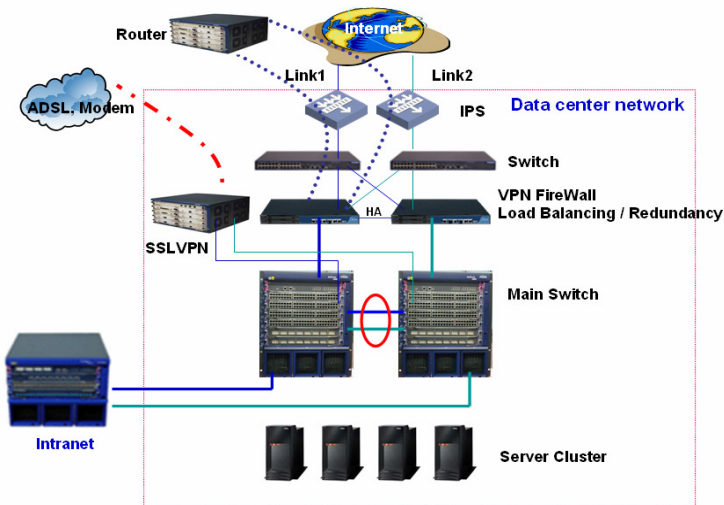 Internet
Router
Link1
Link2
ADSL, Modem
IPS
Data center network
Switch
VPN FireWall
Load Balancing / Redundancy
HA
SSLVPN
Main Switch
Intranet
Server Cluster